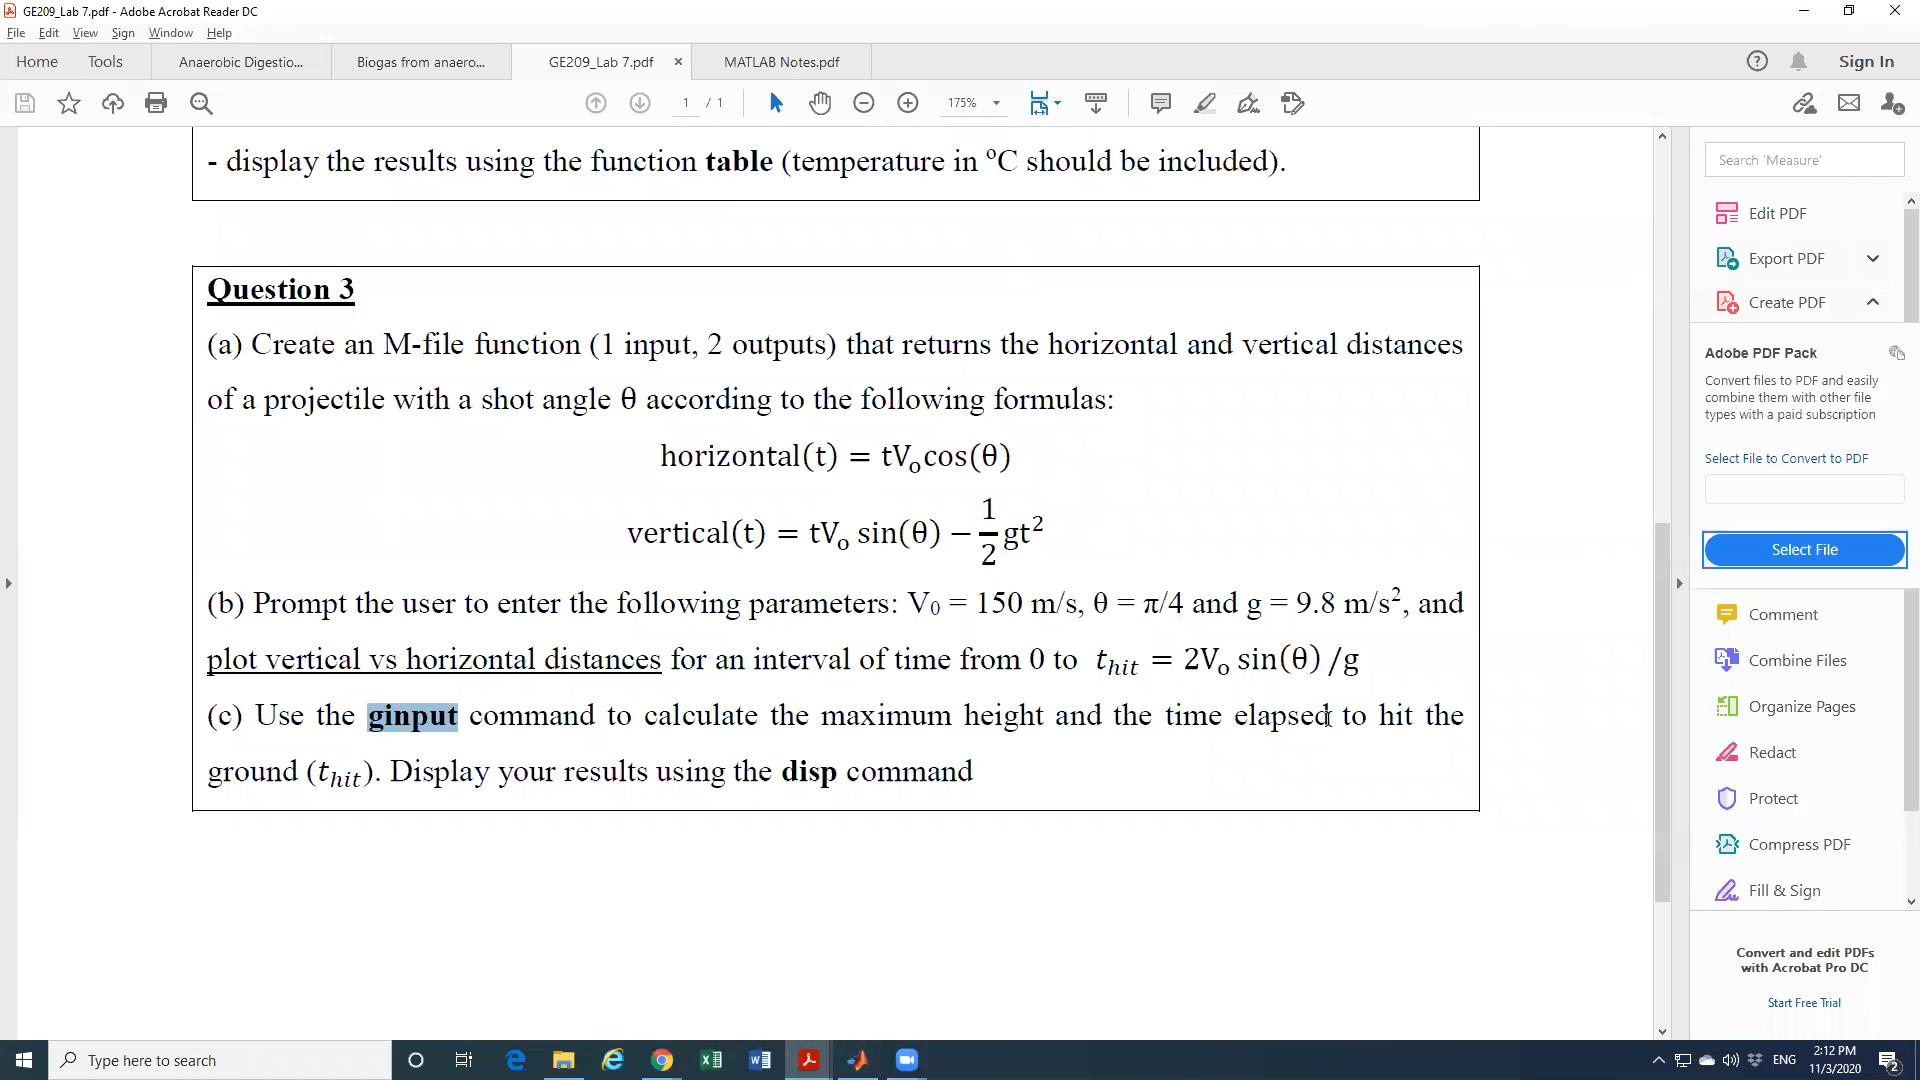 GE209_Lab 7.pdf - Adobe Acrobat Reader DC
File Edit View Sign Window Help
Home Tools Anaerobic Digestio... Biogas from anaero... GE209_Lab 7.pdf × MATLAB Notes.pdf Sign In
1 / 1 175%
- display the results using the function table (temperature in ºC should be included).
Question 3
(a) Create an M-file function (1 input, 2 outputs) that returns the horizontal and vertical distances
of a projectile with a shot angle θ according to the following formulas:
horizontal(t) = tVₒcos(θ)
vertical(t) = tVₒ sin(θ) − 1/2 gt²
(b) Prompt the user to enter the following parameters: V₀ = 150 m/s, θ = π/4 and g = 9.8 m/s², and
plot vertical vs horizontal distances for an interval of time from 0 to t_hit = 2Vₒ sin(θ) /g
(c) Use the ginput command to calculate the maximum height and the time elapsed to hit the
ground (t_hit). Display your results using the disp command
Search 'Measure'
Edit PDF
Export PDF
Create PDF
Adobe PDF Pack
Convert files to PDF and easily
combine them with other file
types with a paid subscription
Select File to Convert to PDF
Select File
Comment
Combine Files
Organize Pages
Redact
Protect
Compress PDF
Fill & Sign
Convert and edit PDFs
with Acrobat Pro DC
Start Free Trial
Type here to search
ENG
2:12 PM
11/3/2020
2